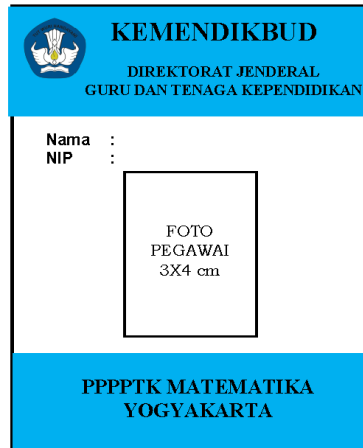 KEMENDIKBUD
DIREKTORAT JENDERAL
GURU DAN TENAGA KEPENDIDIKAN
Nama :
NIP :
FOTO
PEGAWAI
3X4 cm
PPPPTK MATEMATIKA
YOGYAKARTA